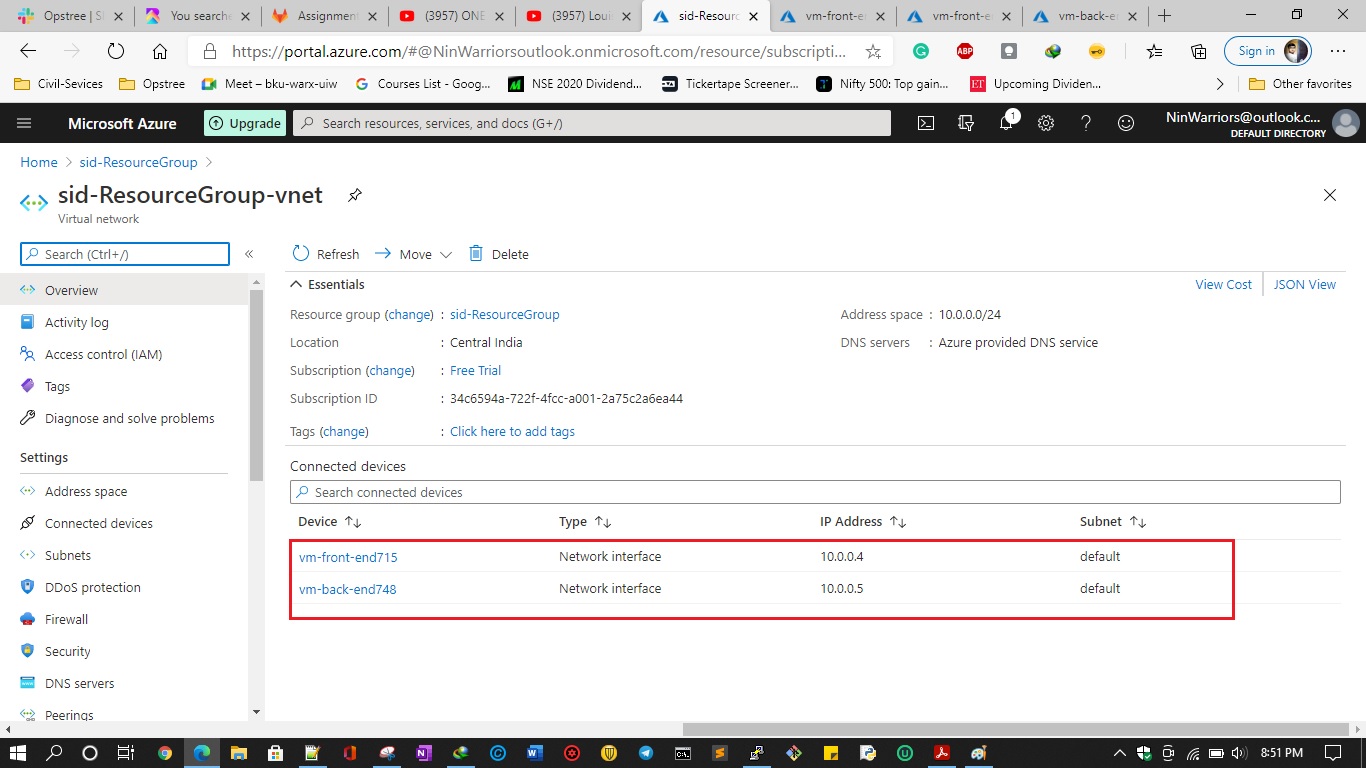 Opstree | Sl
You searche
Assignment
(3957) ONE
(3957) Loui
sid-Resourc
vm-front-e
vm-front-e
vm-back-e
https://portal.azure.com/#@NinWarriorsoutlook.onmicrosoft.com/resource/subscripti...
ABP
Sign in
Civil-Sevices
Opstree
Meet – bku-warx-uiw
Courses List - Goog...
NSE 2020 Dividend...
Tickertape Screener...
Nifty 500: Top gain...
ET
Upcoming Dividen...
Other favorites
Microsoft Azure
Upgrade
Search resources, services, and docs (G+/)
1
NinWarriors@outlook.c...
DEFAULT DIRECTORY
Home > sid-ResourceGroup >
sid-ResourceGroup-vnet
Virtual network
Search (Ctrl+/)
«
Refresh
Move
Delete
Overview
Activity log
Access control (IAM)
Tags
Diagnose and solve problems
Settings
Address space
Connected devices
Subnets
DDoS protection
Firewall
Security
DNS servers
Peerings
Essentials
View Cost
JSON View
Resource group (change) : sid-ResourceGroup
Location : Central India
Subscription (change) : Free Trial
Subscription ID : 34c6594a-722f-4fcc-a001-2a75c2a6ea44
Tags (change) : Click here to add tags
Address space : 10.0.0.0/24
DNS servers : Azure provided DNS service
Connected devices
Search connected devices
Device Type IP Address Subnet
vm-front-end715 Network interface 10.0.0.4 default
vm-back-end748 Network interface 10.0.0.5 default
8:51 PM